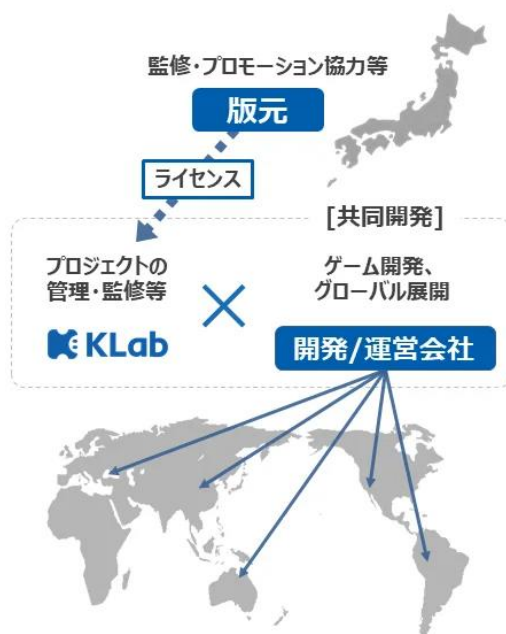 監修・プロモーション協力等
版元
ライセンス
[共同開発]
プロジェクトの
管理・監修等
KLab
ゲーム開発、
グローバル展開
開発/運営会社